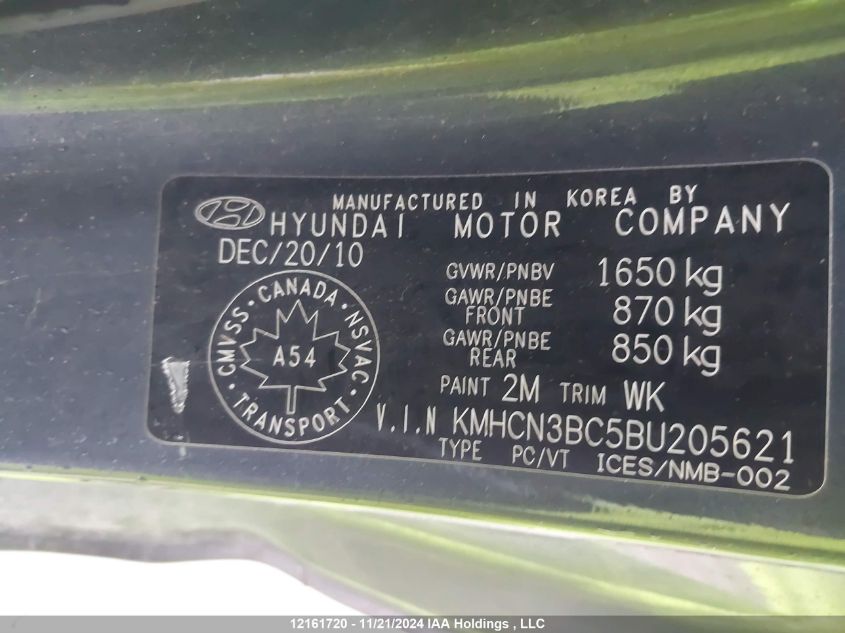 MANUFACTURED IN KOREA BY
HYUNDAI MOTOR COMPANY
DEC/20/10
GVWR/PNBV 1650 kg
GAWR/PNBE FRONT 870 kg
GAWR/PNBE REAR 850 kg
CMVSS · CANADA · NSVAC · TRANSPORT ·
A54
PAINT 2M TRIM WK
V.I.N KMHCN3BC5BU205621
TYPE PC/VT ICES/NMB-002
12161720 - 11/21/2024 IAA Holdings , LLC